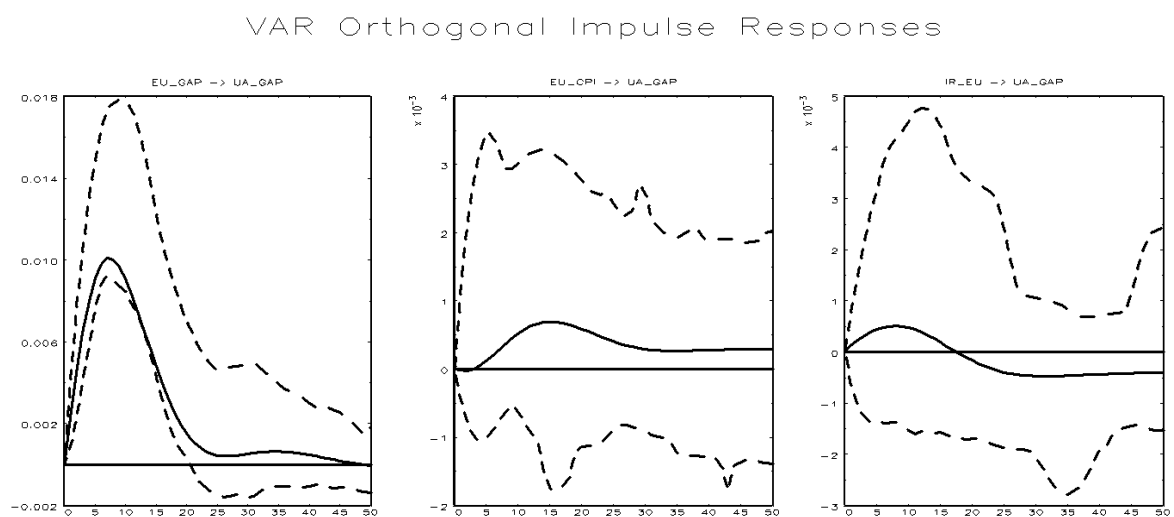 VAR Orthogonal Impulse Responses
EU_GAP -> UA_GAP
0.018
0.014
0.010
0.006
0.002
-0.002
0 5 10 15 20 25 30 35 40 45 50
EU_CPI -> UA_GAP
x 10^-3
4
3
2
1
0
-1
-2
0 5 10 15 20 25 30 35 40 45 50
IR_EU -> UA_GAP
x 10^-3
5
4
3
2
1
0
-1
-2
-3
0 5 10 15 20 25 30 35 40 45 50